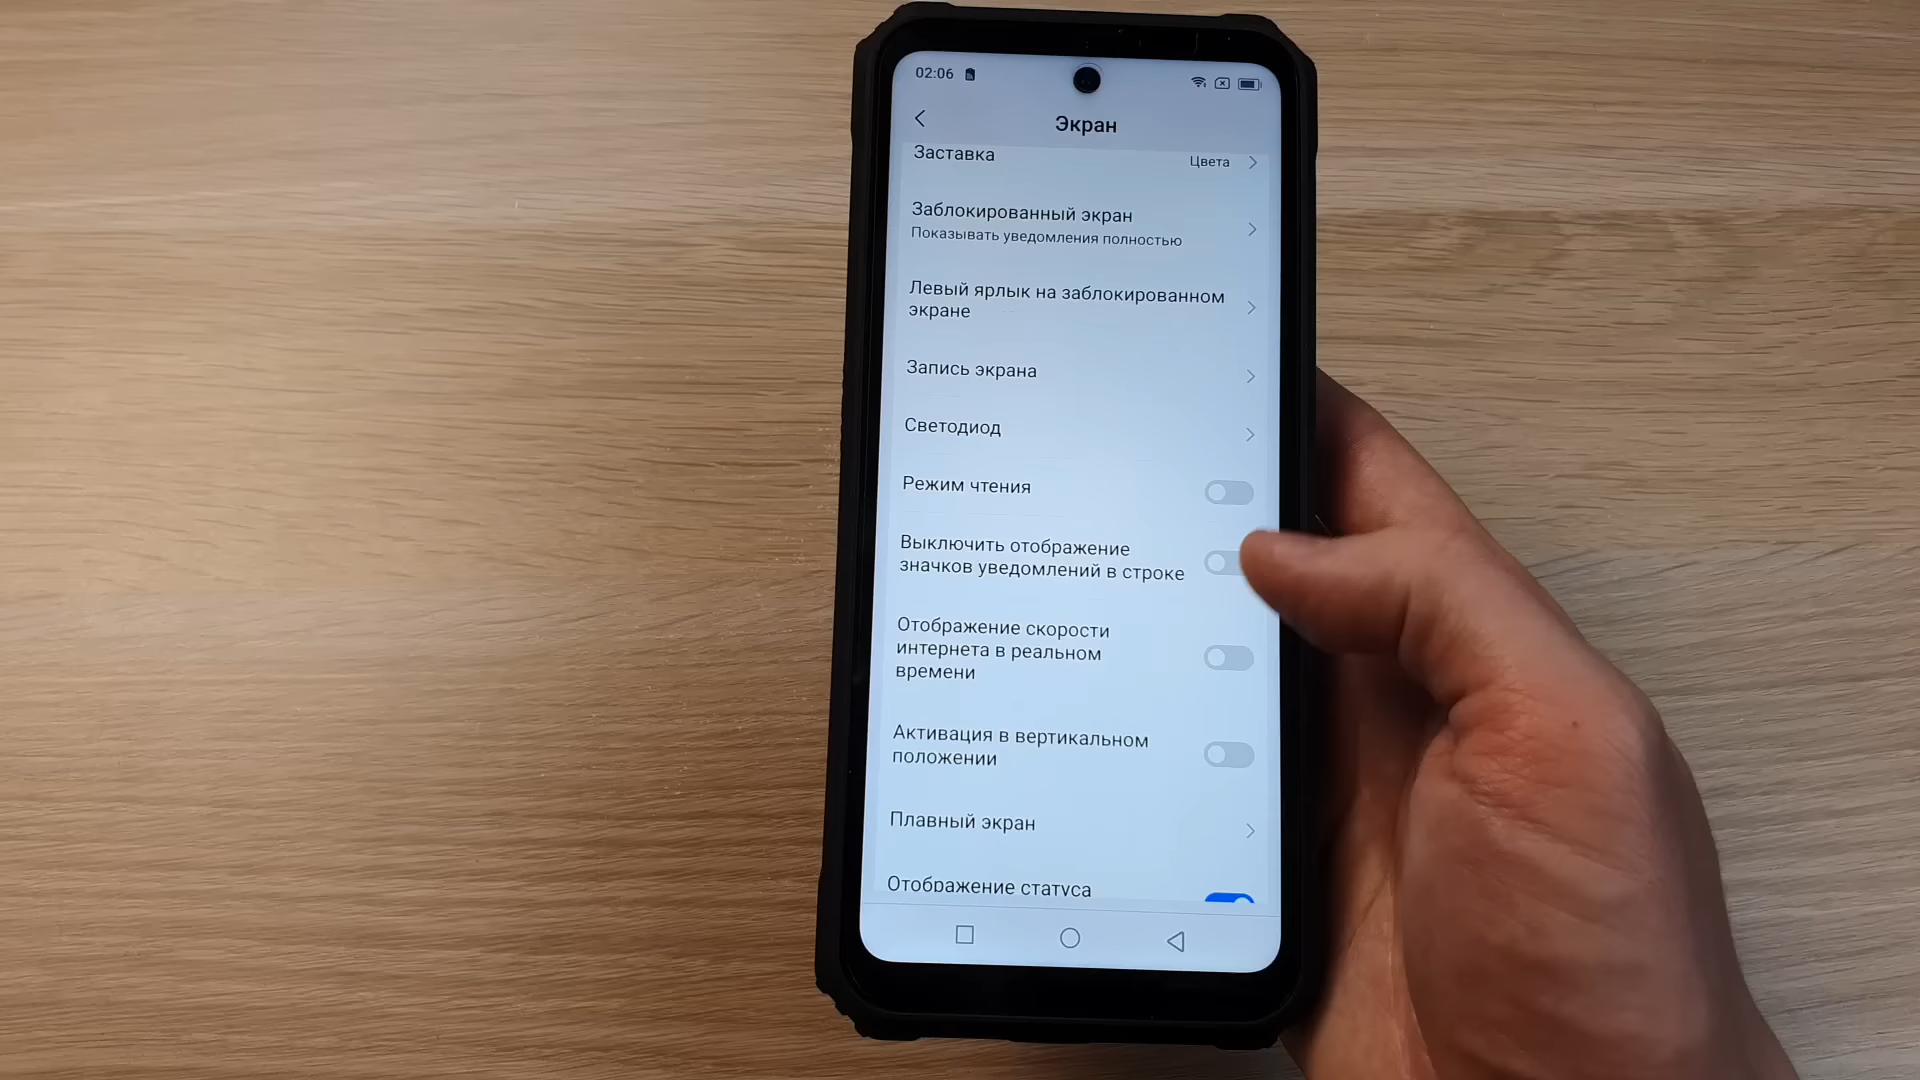 02:06
Экран
Заставка
Цвета
Заблокированный экран
Показывать уведомления полностью
Левый ярлык на заблокированном
экране
Запись экрана
Светодиод
Режим чтения
Выключить отображение
значков уведомлений в строке
Отображение скорости
интернета в реальном
времени
Активация в вертикальном
положении
Плавный экран
Отображение статуса